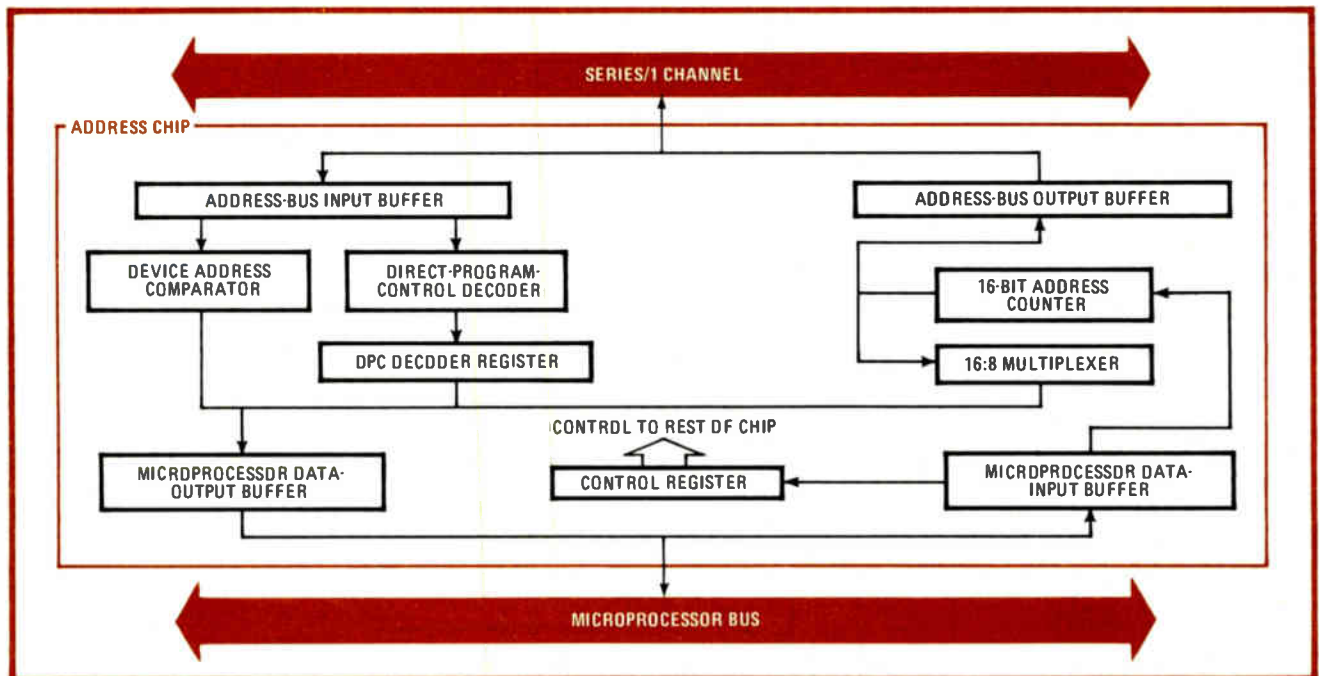 SERIES/1 CHANNEL
ADDRESS CHIP
ADDRESS-BUS INPUT BUFFER
ADDRESS-BUS OUTPUT BUFFER
DEVICE ADDRESS
COMPARATOR
DIRECT-PROGRAM-
CONTROL DECODER
16-BIT ADDRESS
COUNTER
DPC DECODER REGISTER
16:8 MULTIPLEXER
CONTROL TO REST OF CHIP
MICROPROCESSOR DATA-
OUTPUT BUFFER
CONTROL REGISTER
MICROPROCESSOR DATA-
INPUT BUFFER
MICROPROCESSOR BUS